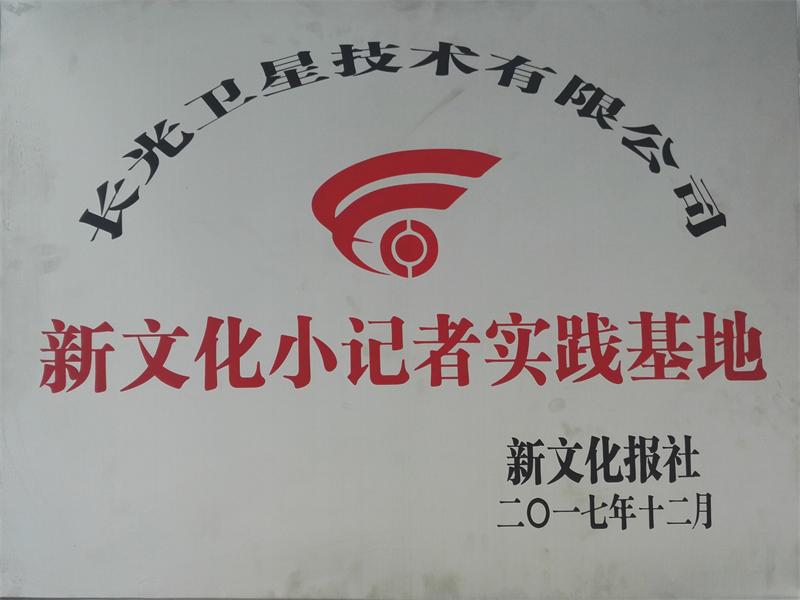 长光卫星技术有限公司
新文化小记者实践基地
新文化报社
二〇一七年十二月